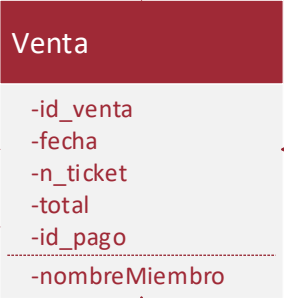 Venta
-id_venta
-fecha
-n_ticket
-total
-id_pago
-nombreMiembro